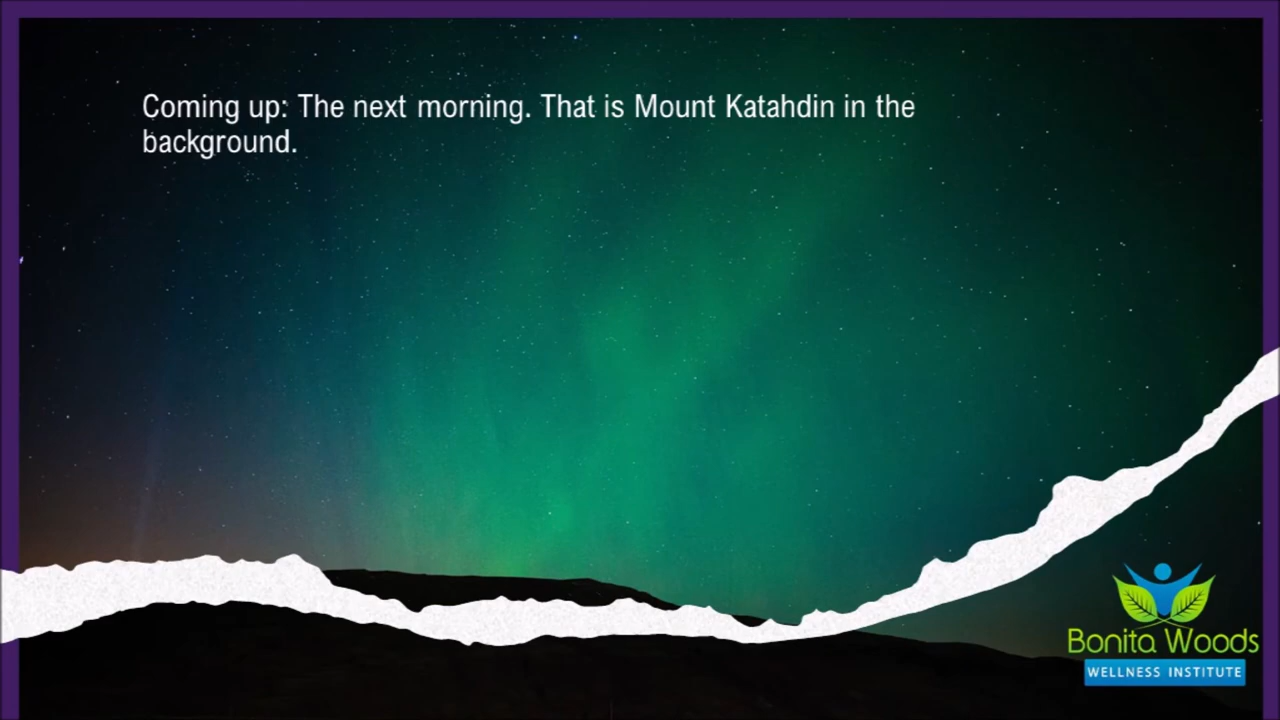 Coming up: The next morning. That is Mount Katahdin in the
background.
Bonita Woods
WELLNESS INSTITUTE